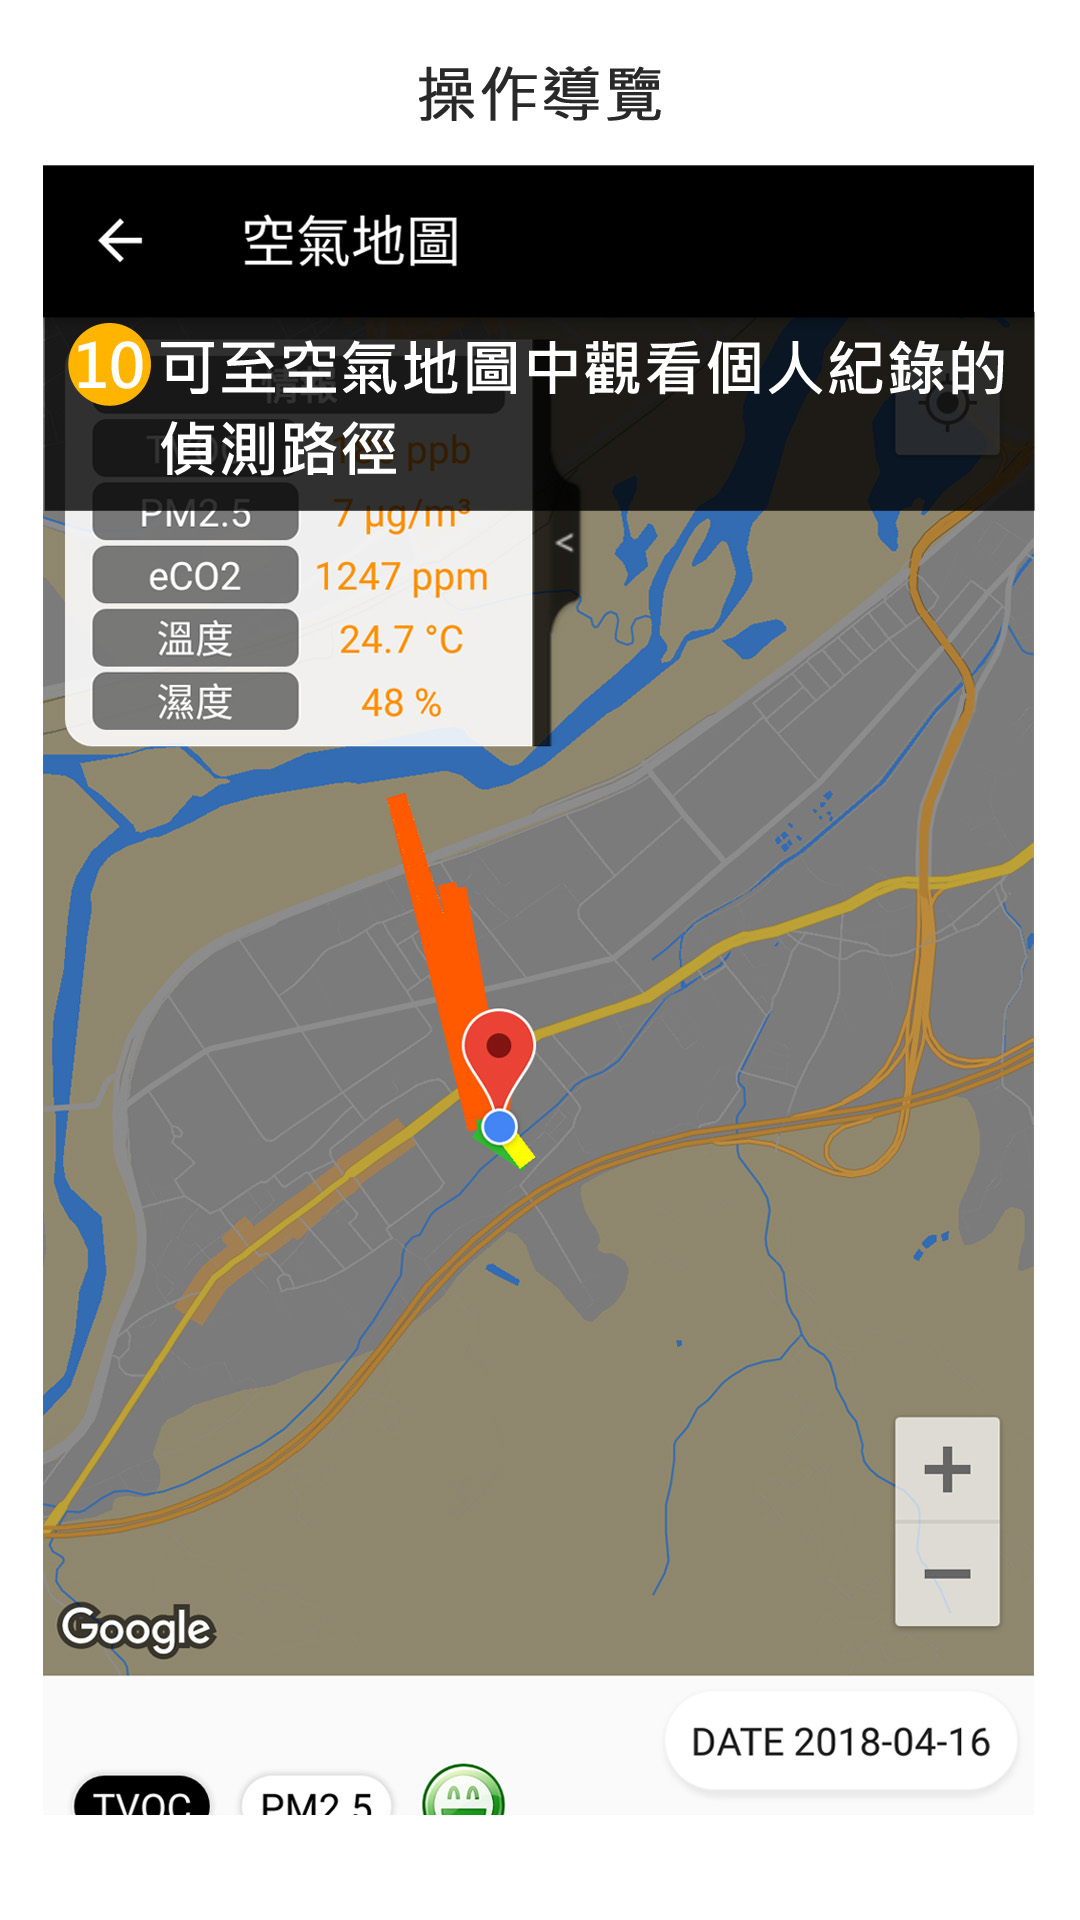 操作導覽
空氣地圖
10 可至空氣地圖中觀看個人紀錄的
偵測路徑
情報
ppb
PM2.5 7 µg/m³
eCO2 1247 ppm
<
溫度 24.7 °C
濕度 48 %
Google
DATE 2018-04-16
TVOC PM2.5